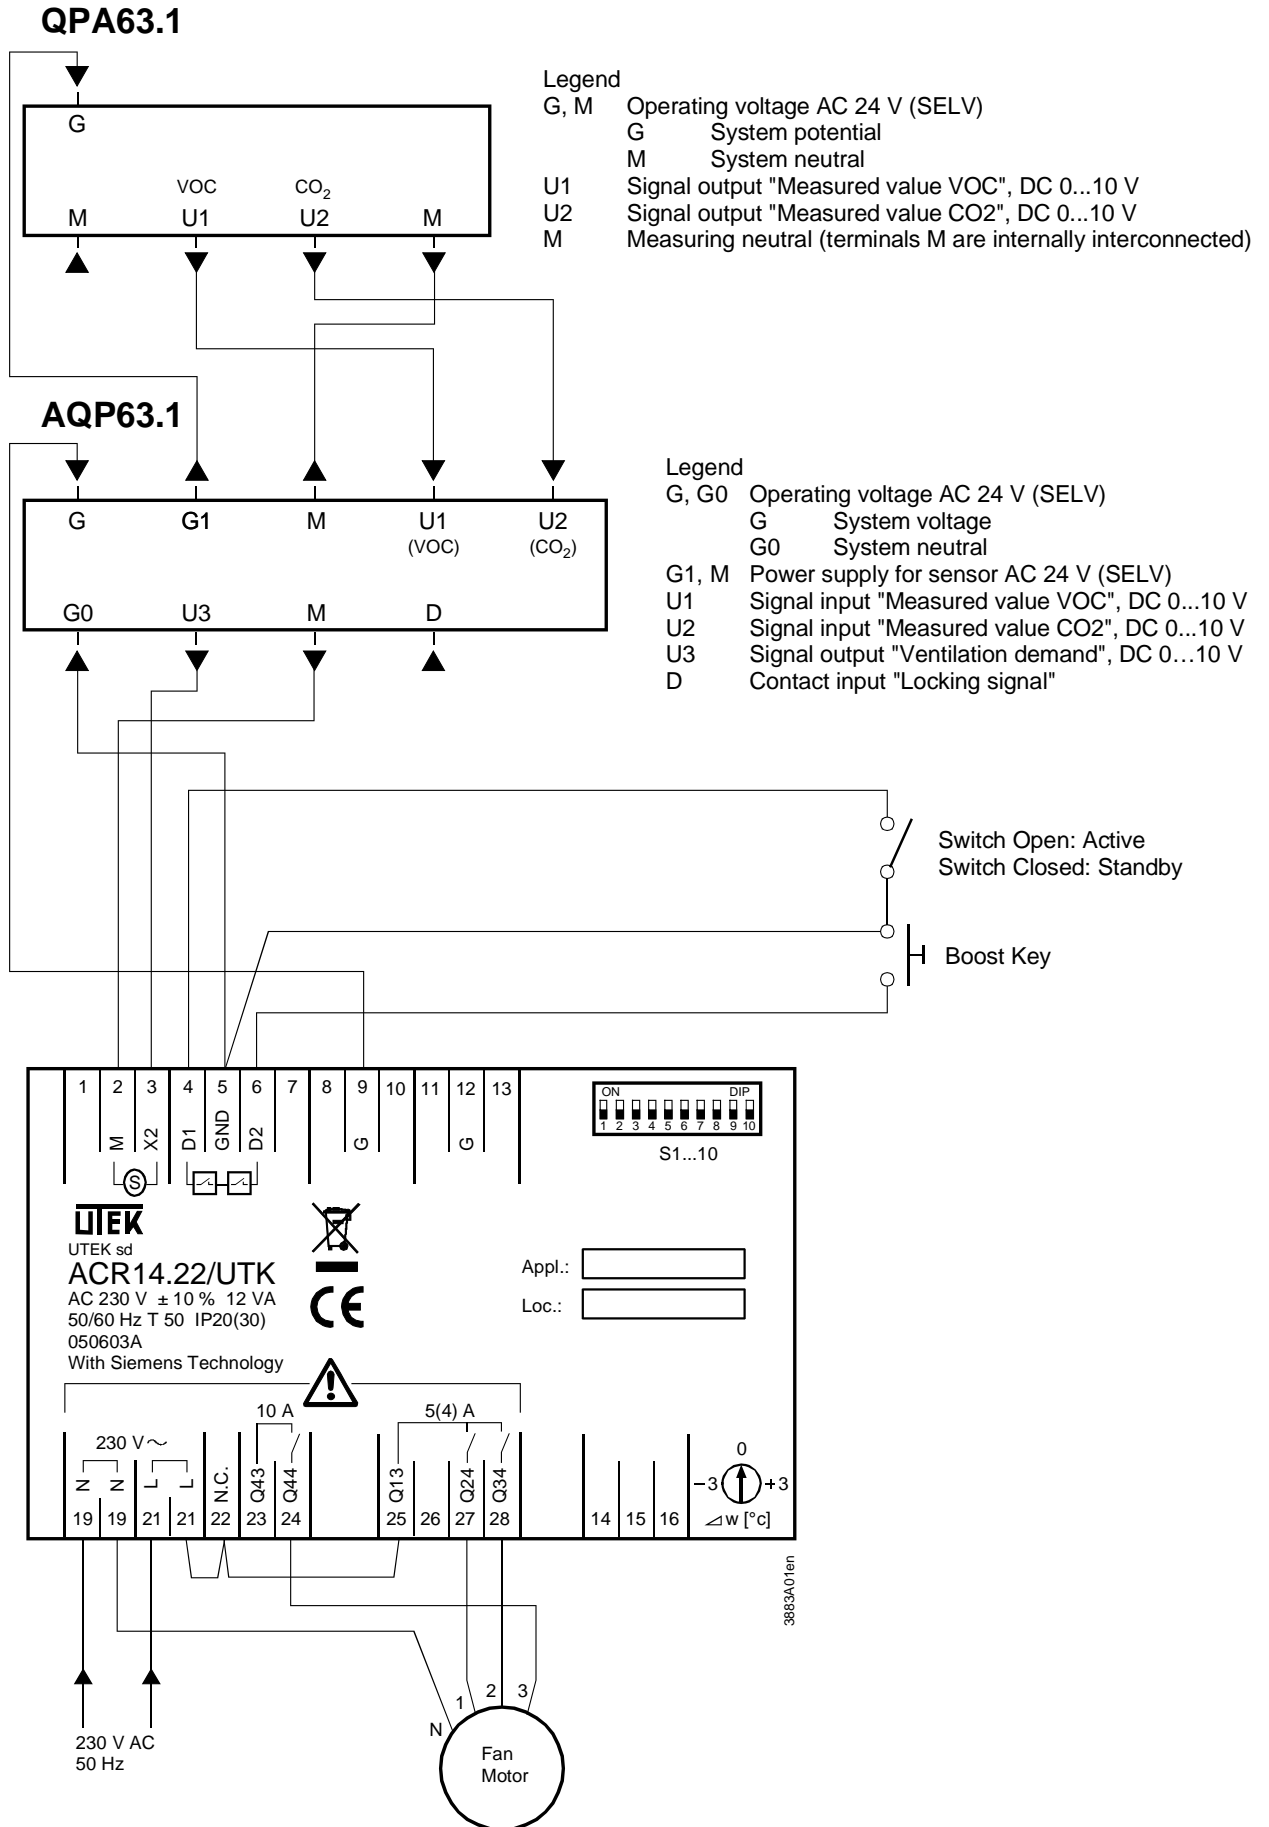 QPA63.1
G
VOC CO2
M U1 U2 M
Legend
G, M Operating voltage AC 24 V (SELV)
G System potential
M System neutral
U1 Signal output "Measured value VOC", DC 0...10 V
U2 Signal output "Measured value CO2", DC 0...10 V
M Measuring neutral (terminals M are internally interconnected)
AQP63.1
G G1 M U1 U2
(VOC) (CO2)
G0 U3 M D
Legend
G, G0 Operating voltage AC 24 V (SELV)
G System voltage
G0 System neutral
G1, M Power supply for sensor AC 24 V (SELV)
U1 Signal input "Measured value VOC", DC 0...10 V
U2 Signal input "Measured value CO2", DC 0...10 V
U3 Signal output "Ventilation demand", DC 0…10 V
D Contact input "Locking signal"
Switch Open: Active
Switch Closed: Standby
Boost Key
1 2 3 4 5 6 7 8 9 10 11 12 13
M X2 D1 GND D2 G G
S
ON DIP
1 2 3 4 5 6 7 8 9 10
S1...10
UTEK
UTEK sd
ACR14.22/UTK
AC 230 V ± 10 % 12 VA
50/60 Hz T 50 IP20(30)
050603A
With Siemens Technology
CE
Appl.:
Loc.:
10 A 5(4) A
230 V～
N N L L N.C. Q43 Q44 Q13 Q24 Q34
19 19 21 21 22 23 24 25 26 27 28 14 15 16
0
−3 +3
⊿ w [°c]
3883A01en
230 V AC
50 Hz
N 1 2 3
Fan
Motor